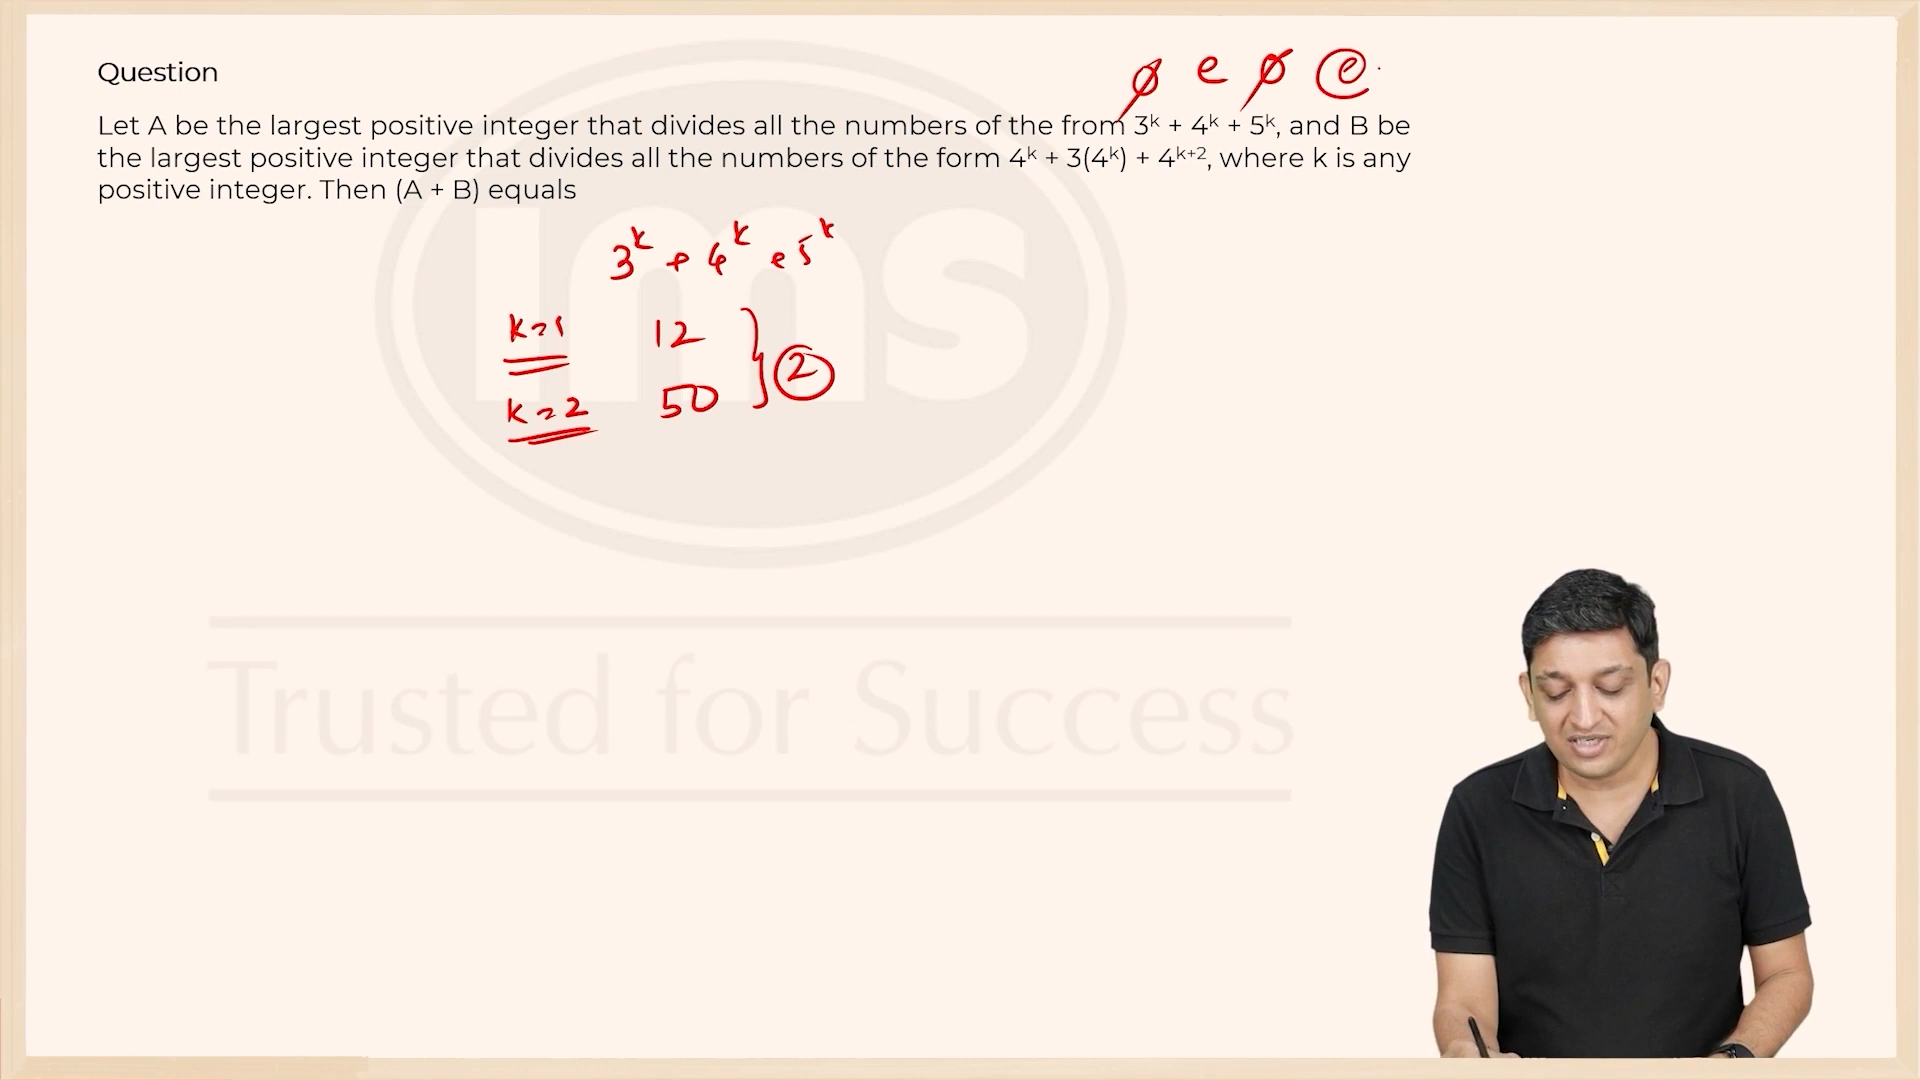 Question
ø e ø e
Let A be the largest positive integer that divides all the numbers of the from 3ᵏ + 4ᵏ + 5ᵏ, and B be
the largest positive integer that divides all the numbers of the form 4ᵏ + 3(4ᵏ) + 4ᵏ⁺², where k is any
positive integer. Then (A + B) equals
3ᵏ + 4ᵏ + 5ᵏ
k=1 12
2
k=2 50
ims
Trusted for Success